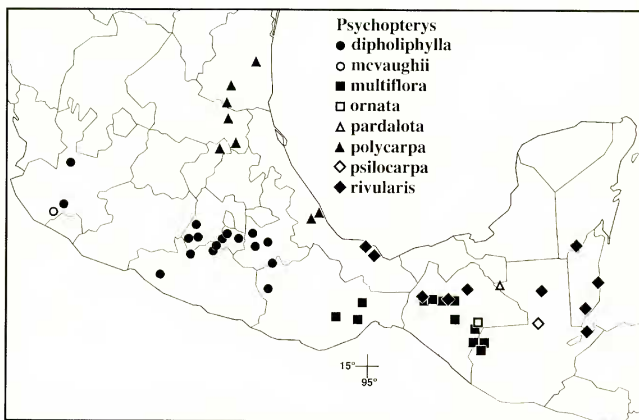 Psychopterys
dipholiphylla
mcvaughii
multiflora
ornata
pardalota
polycarpa
psilocarpa
rivularis
15°
95°